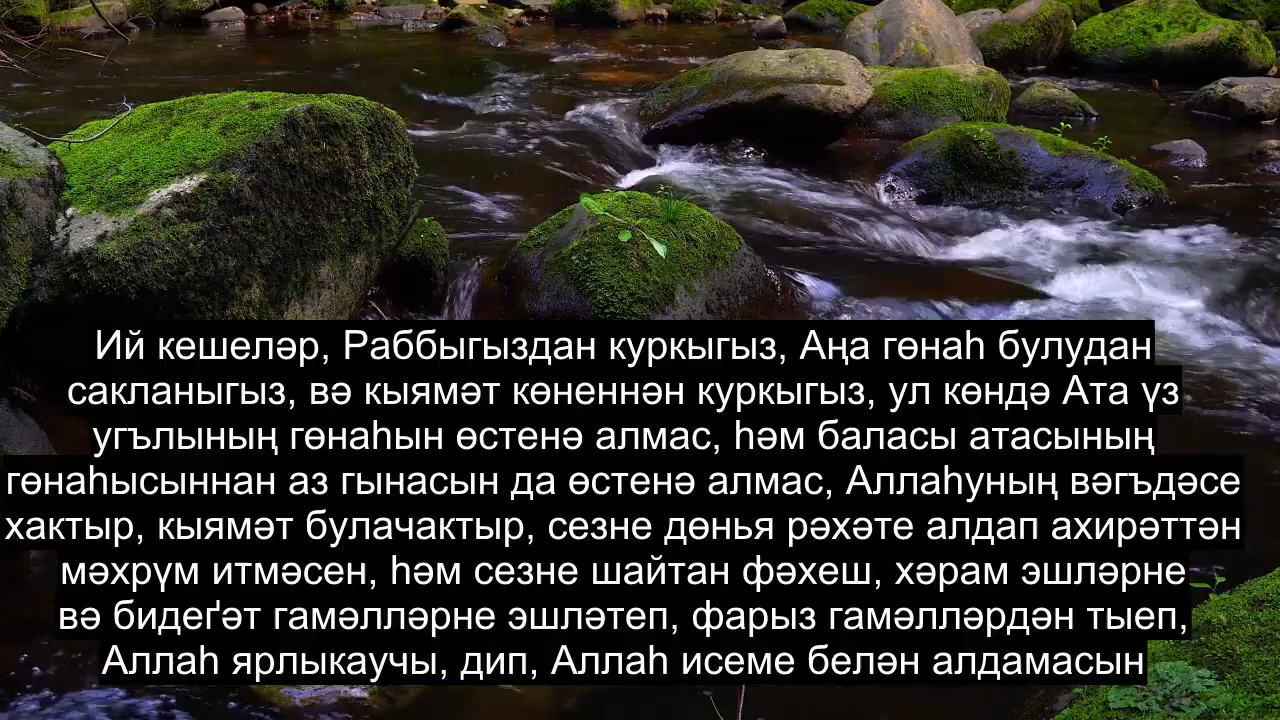 Ий кешеләр, Раббыгыздан куркыгыз, Аңа гөнаһ булудан
сакланыгыз, вә кыямәт көненнән куркыгыз, ул көндә Ата үз
угълының гөнаһын өстенә алмас, һәм баласы атасының
гөнаһысыннан аз гынасын да өстенә алмас, Аллаһуның вәгъдәсе
хактыр, кыямәт булачактыр, сезне дөнья рәхәте алдап ахирәттән
мәхрүм итмәсен, һәм сезне шайтан фәхеш, хәрам эшләрне
вә бидеґәт гамәлләрне эшләтеп, фарыз гамәлләрдән тыеп,
Аллаһ ярлыкаучы, дип, Аллаһ исеме белән алдамасын